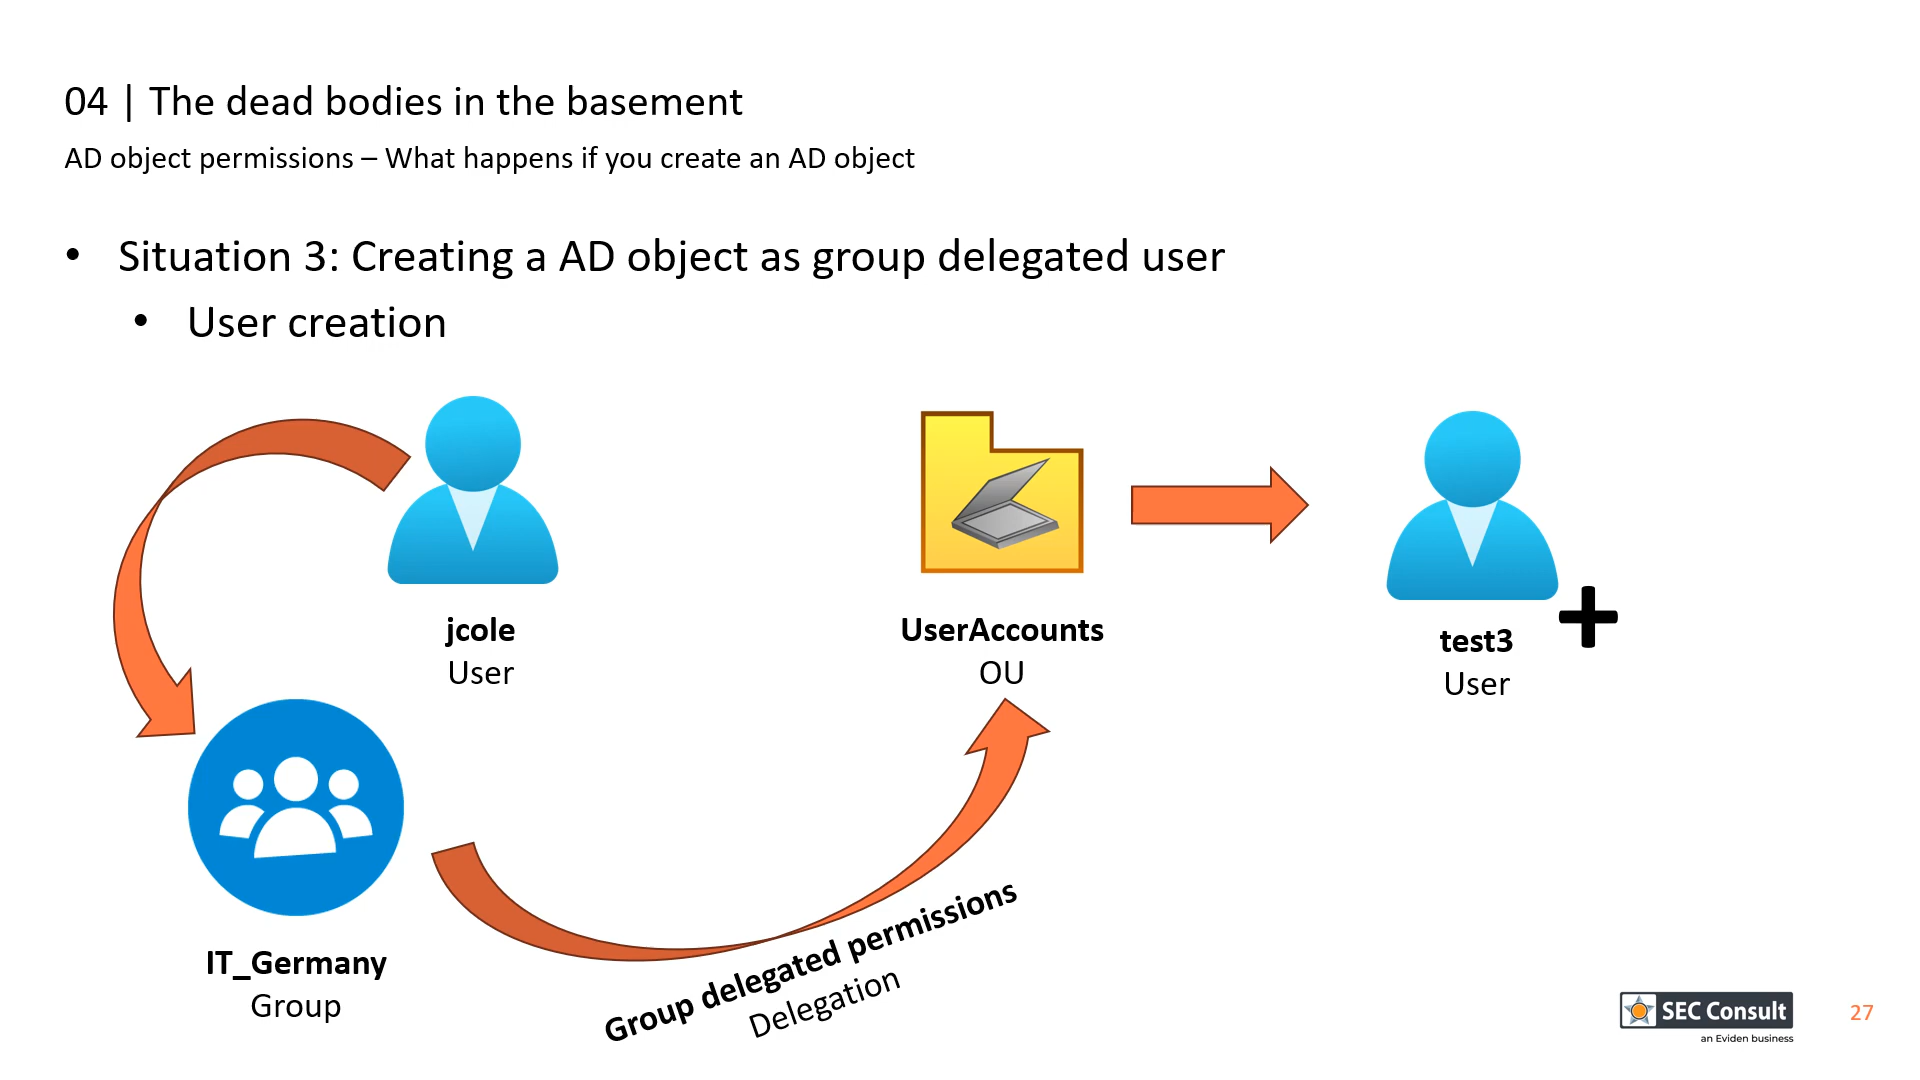 04 | The dead bodies in the basement
AD object permissions – What happens if you create an AD object
• Situation 3: Creating a AD object as group delegated user
• User creation
jcole
User
UserAccounts
OU
test3
User
IT_Germany
Group
Group delegated permissions
Delegation
SEC Consult
an Eviden business
27